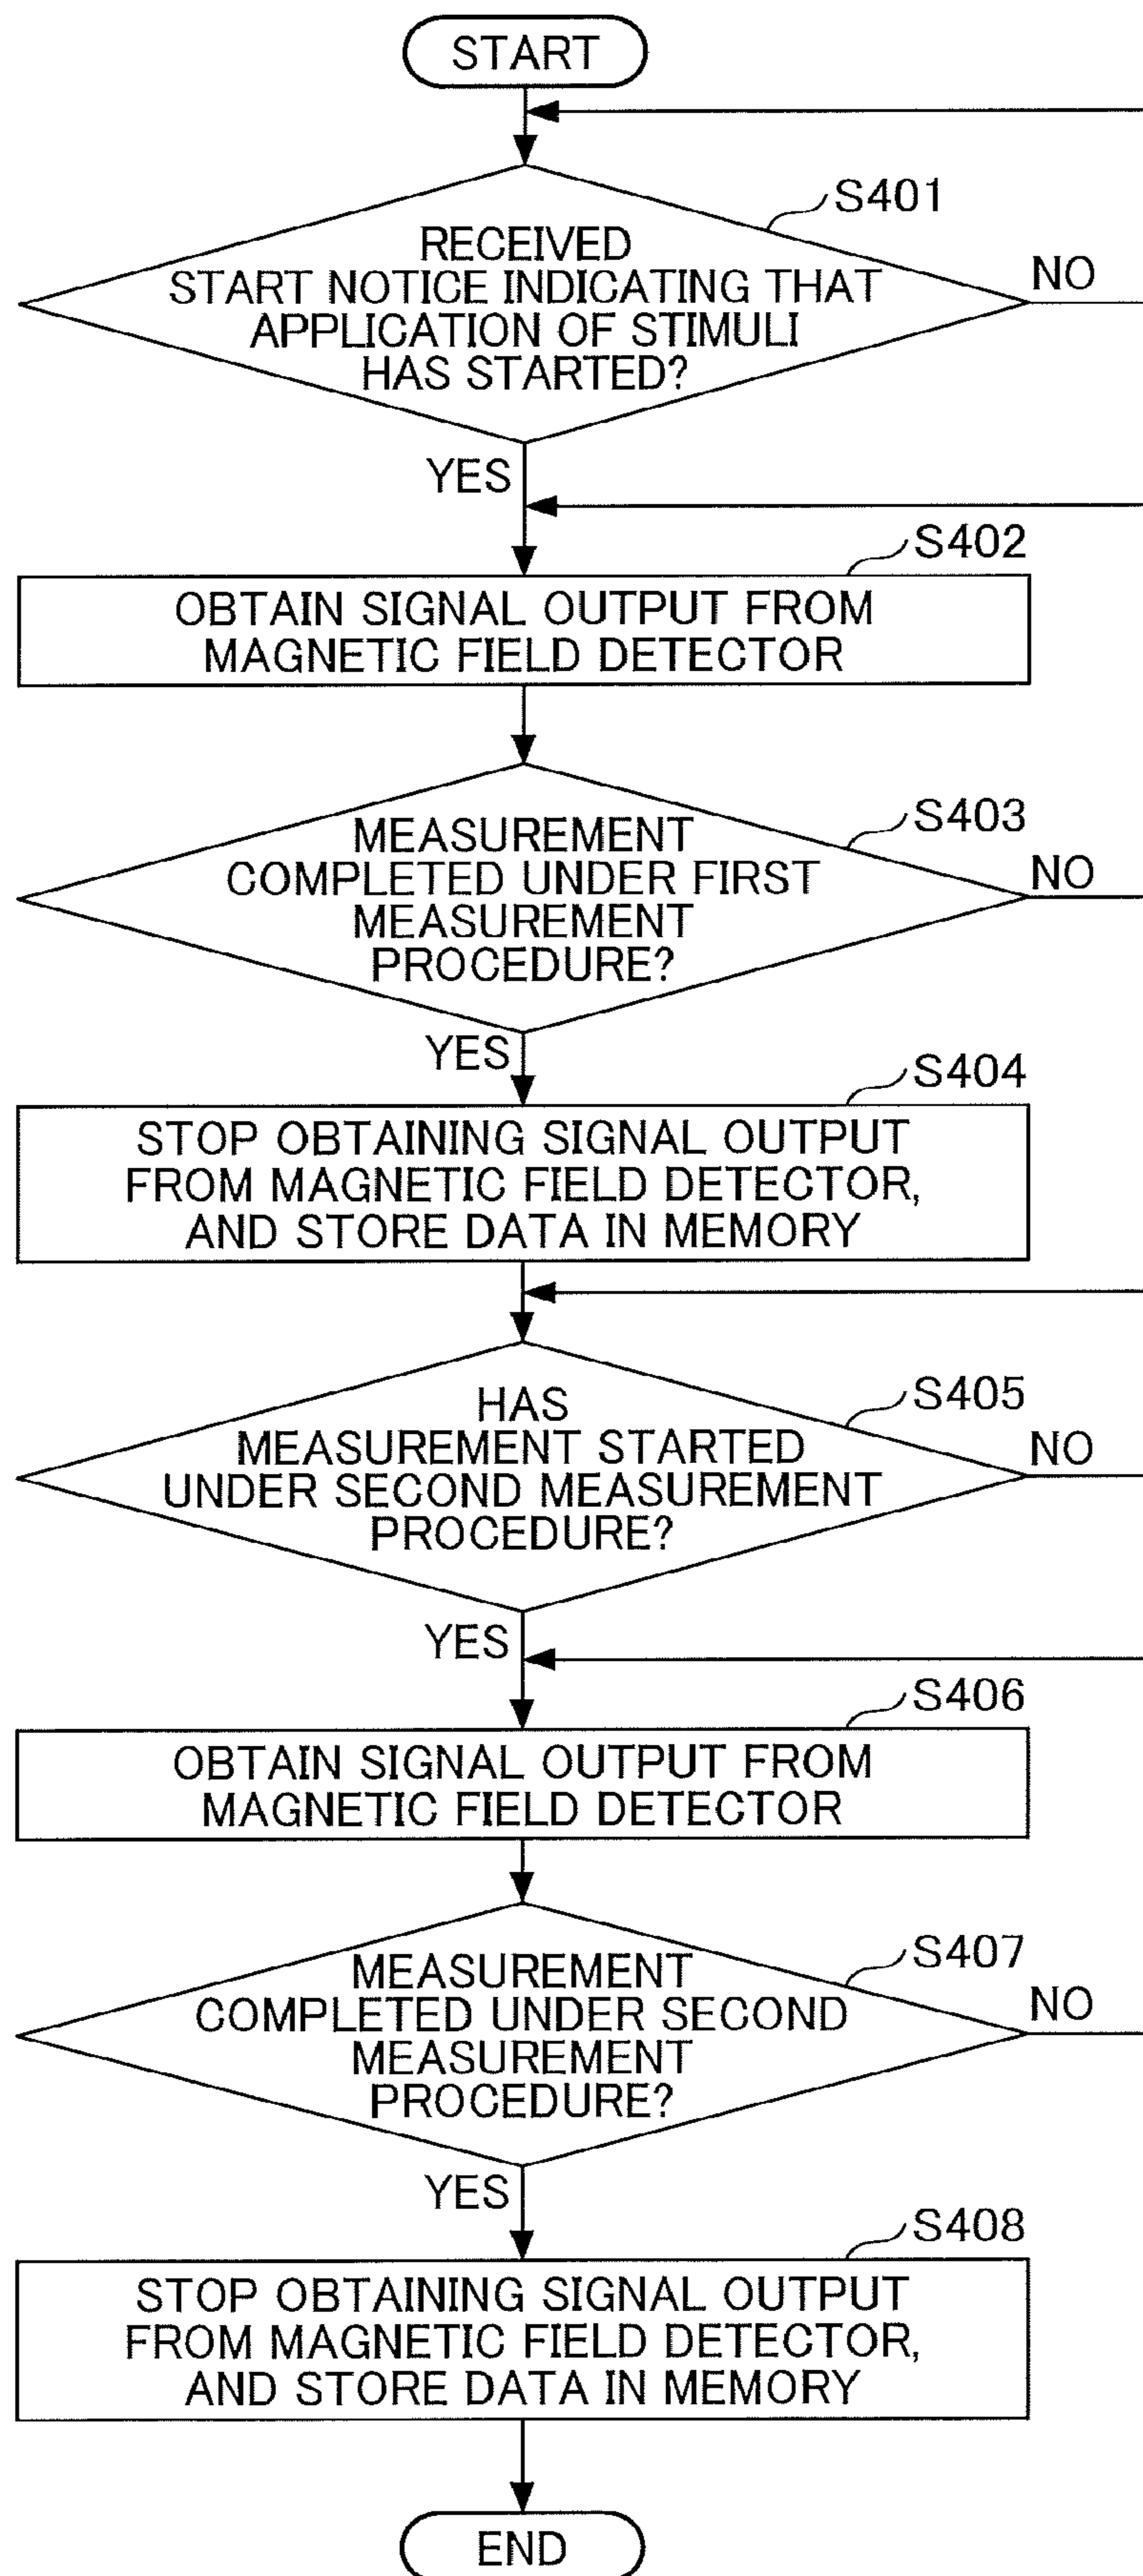 START
S401
RECEIVED
START NOTICE INDICATING THAT
APPLICATION OF STIMULI
HAS STARTED?
NO
YES
S402
OBTAIN SIGNAL OUTPUT FROM
MAGNETIC FIELD DETECTOR
S403
MEASUREMENT
COMPLETED UNDER FIRST
MEASUREMENT
PROCEDURE?
NO
YES
S404
STOP OBTAINING SIGNAL OUTPUT
FROM MAGNETIC FIELD DETECTOR,
AND STORE DATA IN MEMORY
S405
HAS
MEASUREMENT STARTED
UNDER SECOND MEASUREMENT
PROCEDURE?
NO
YES
S406
OBTAIN SIGNAL OUTPUT FROM
MAGNETIC FIELD DETECTOR
S407
MEASUREMENT
COMPLETED UNDER SECOND
MEASUREMENT
PROCEDURE?
NO
YES
S408
STOP OBTAINING SIGNAL OUTPUT
FROM MAGNETIC FIELD DETECTOR,
AND STORE DATA IN MEMORY
END